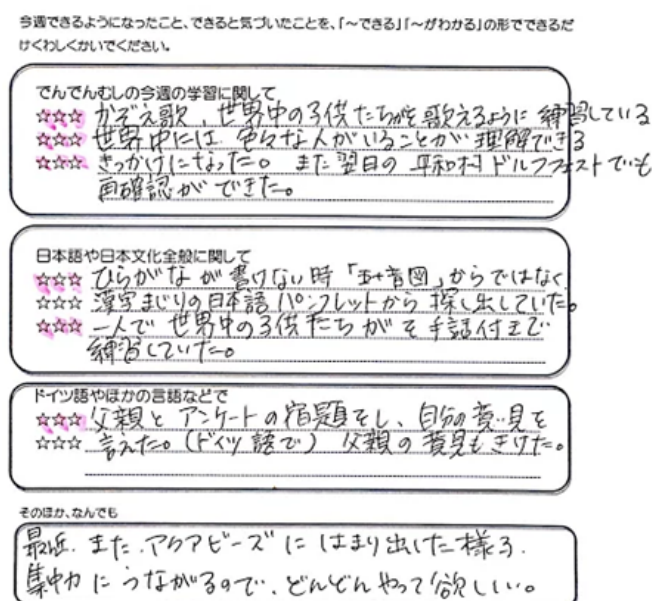 今週できるようになったこと、できると気づいたことを、「〜できる」「〜がわかる」の形でできるだ
けくわしくかいてください。
でんでんむしの今週の学習に関して
☆☆☆ かぞえ歌、世界中の子供たちがを歌えるように練習している
☆☆☆ 世界中には色々な人がいることが理解できる
☆☆☆ きっかけになった。また翌日の平和村ドルフフェストでも
再確認ができた。
日本語や日本文化全般に関して
☆☆☆ ひらがなが書けない時「五十音図」からではなく
☆☆☆ 漢字まじりの日本語パンフレットから探し出していた。
☆☆☆ 一人で世界中の子供たちがを手話付きで
練習していた。
ドイツ語やほかの言語などで
☆☆☆ 父親とアンケートの宿題をし、自分の意見を
☆☆☆ 言えた。(ドイツ語で) 父親の意見もきけた。
そのほか、なんでも
最近、また、アクアビーズにはまり出した様子。
集中力につながるので、どんどんやって欲しい。